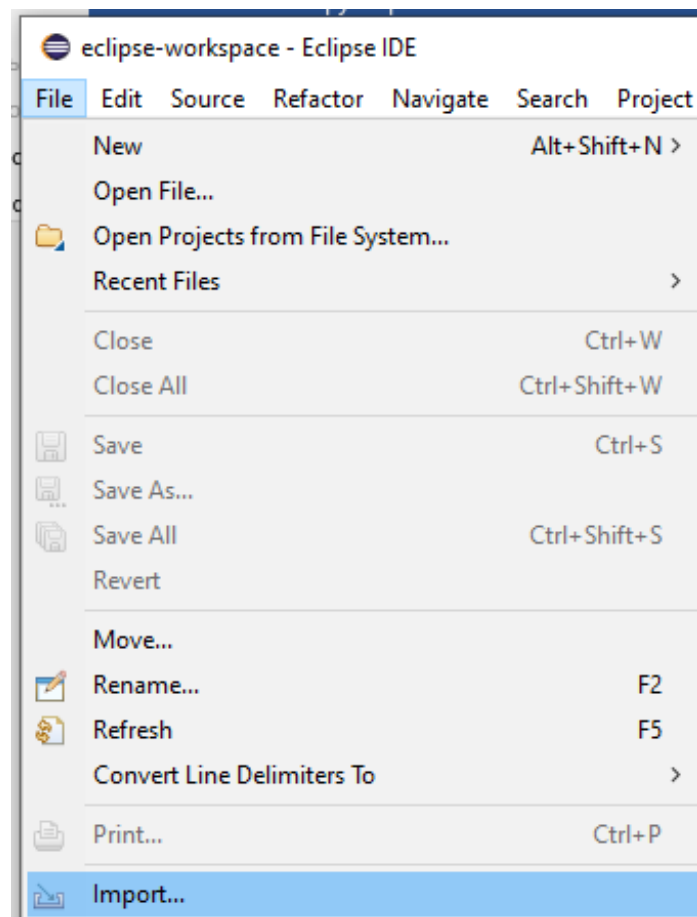 eclipse-workspace - Eclipse IDE
File Edit Source Refactor Navigate Search Project
New Alt+Shift+N >
Open File...
Open Projects from File System...
Recent Files >
Close Ctrl+W
Close All Ctrl+Shift+W
Save Ctrl+S
Save As...
Save All Ctrl+Shift+S
Revert
Move...
Rename... F2
Refresh F5
Convert Line Delimiters To >
Print... Ctrl+P
Import...